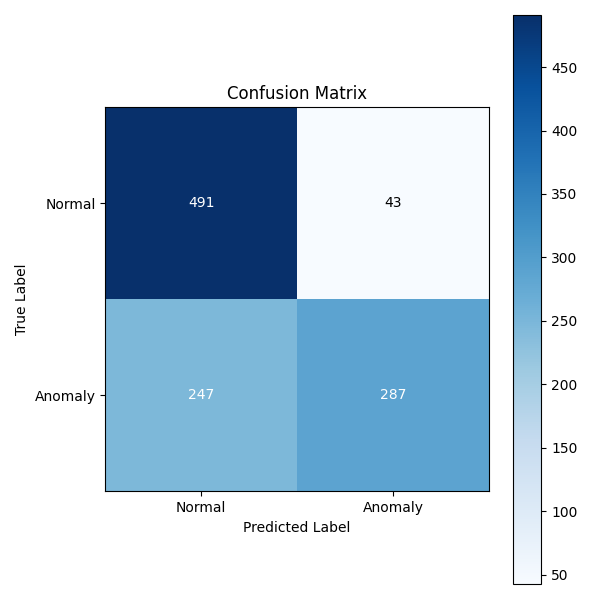 Confusion Matrix
True Label
Normal
491
43
Anomaly
247
287
Normal
Anomaly
Predicted Label
450
400
350
300
250
200
150
100
50